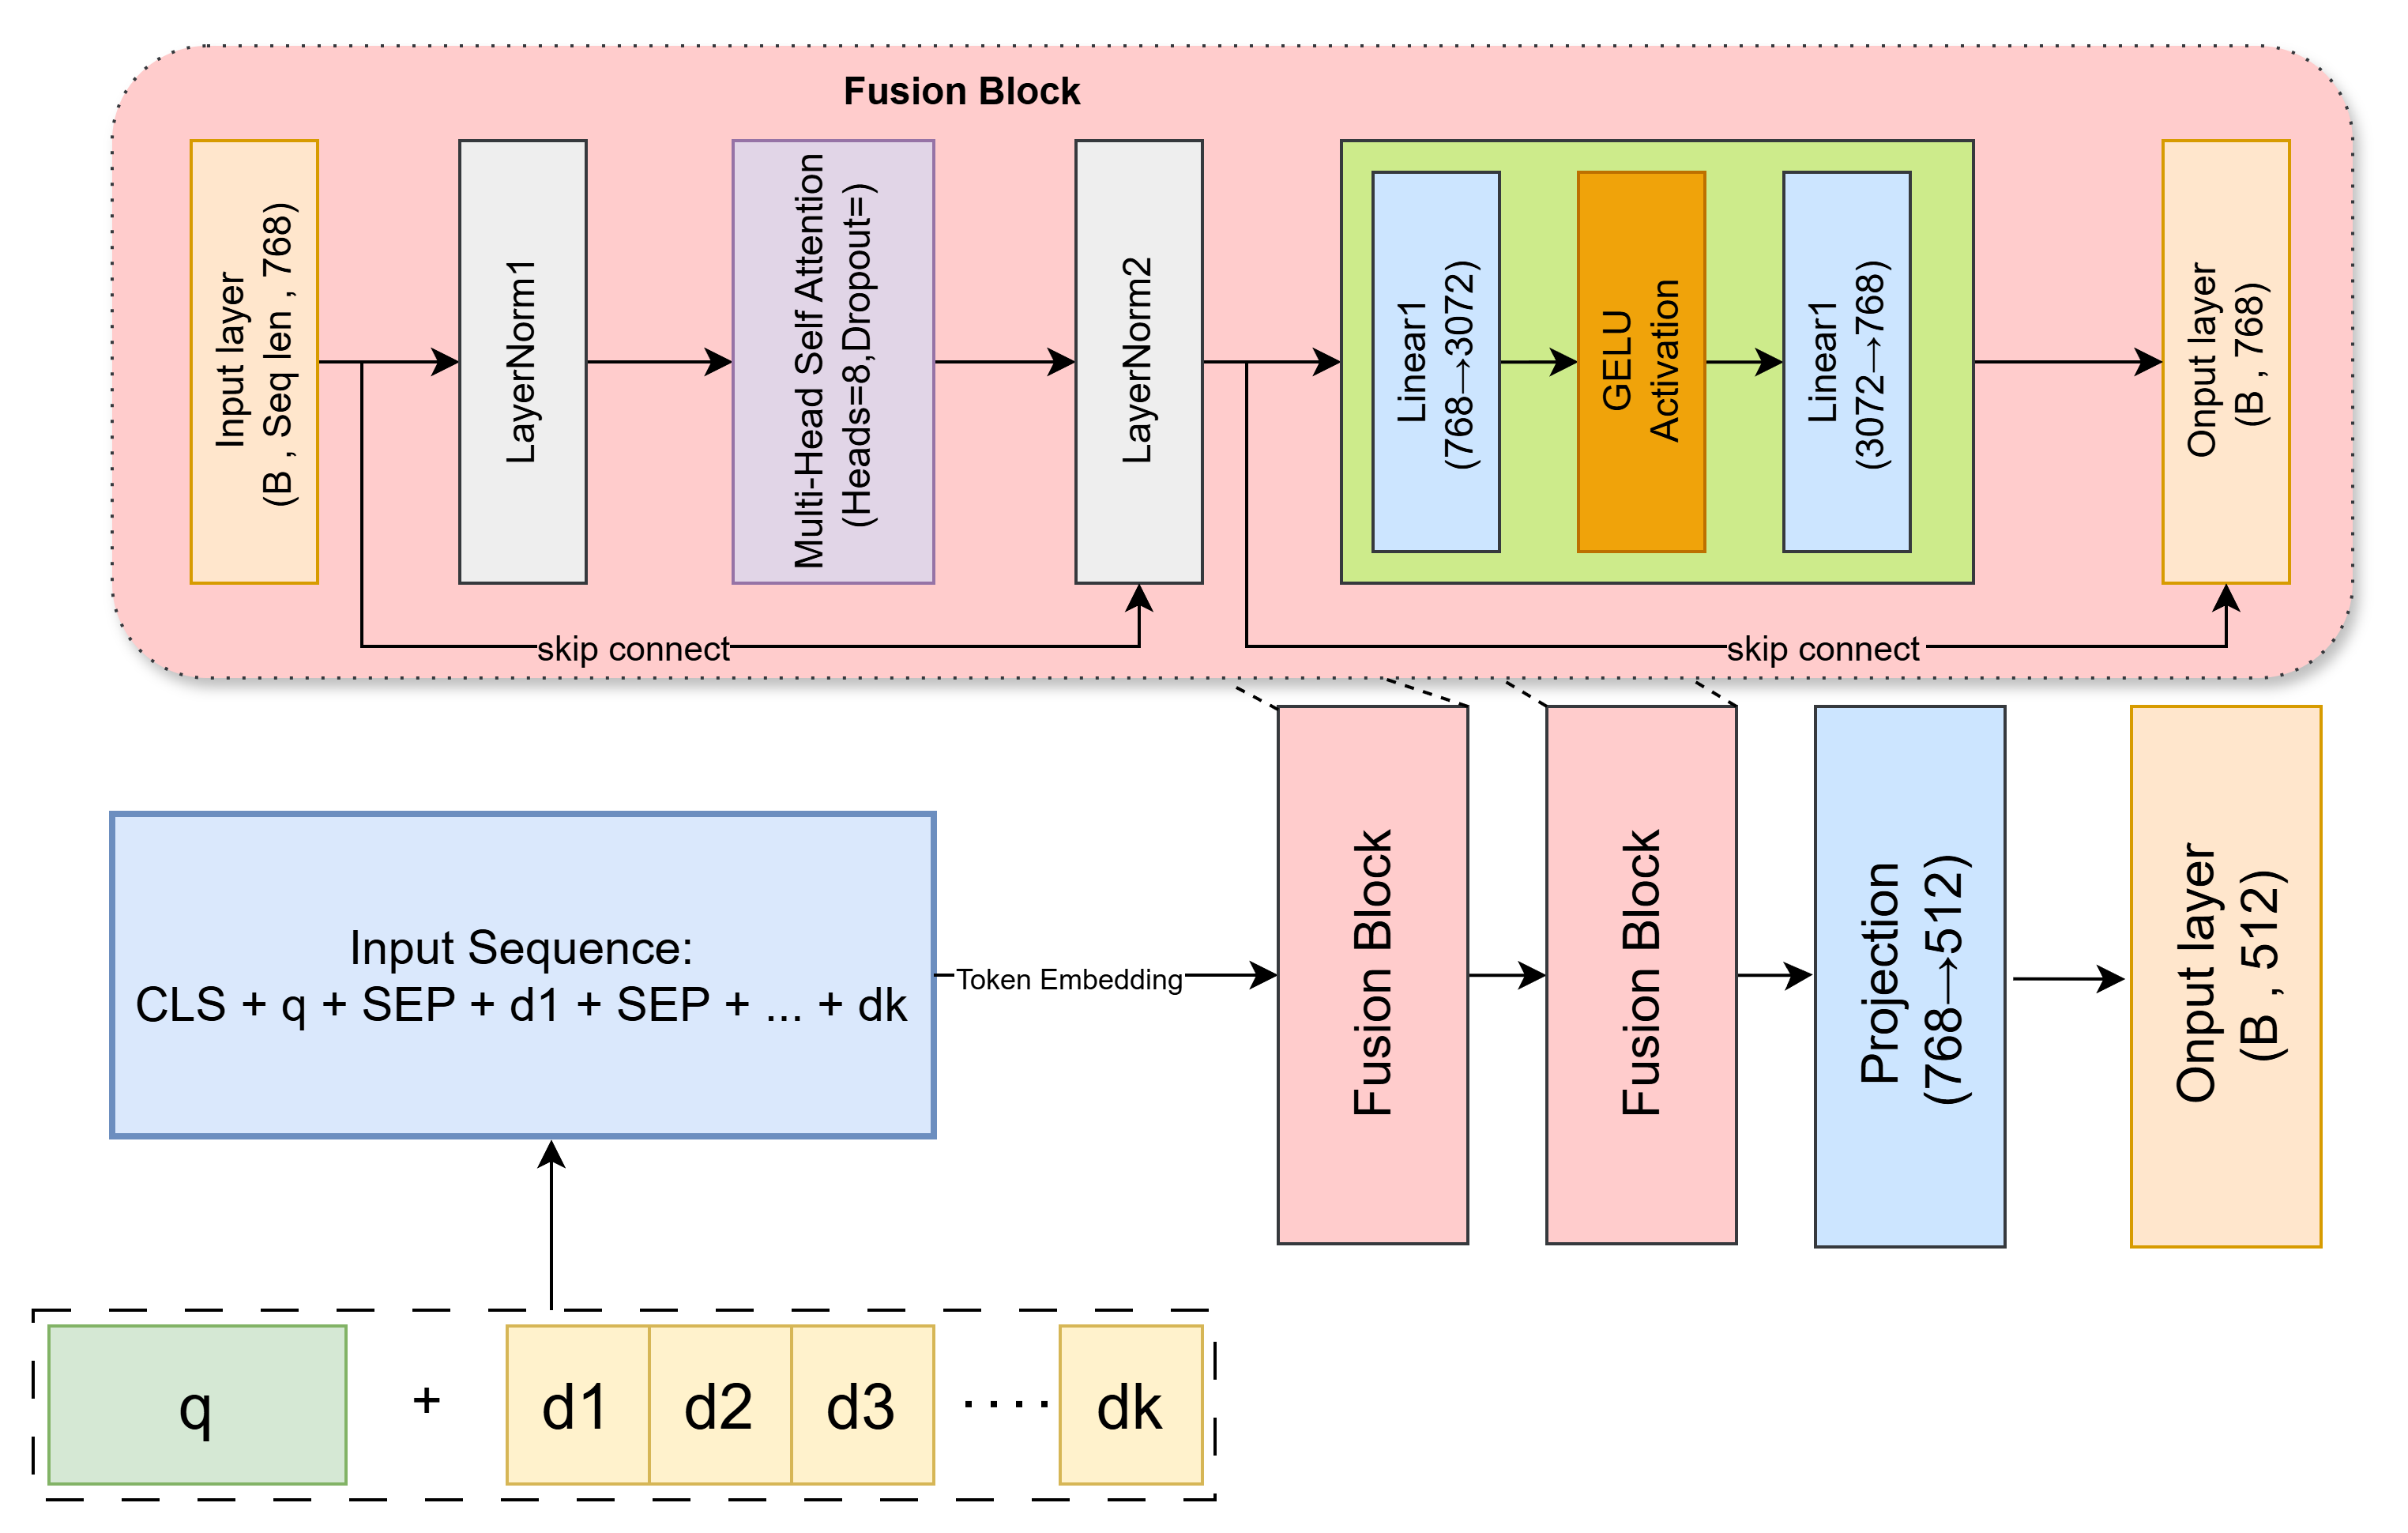 Fusion Block
Input layer
(B , Seq len , 768)
LayerNorm1
Multi-Head Self Attention
(Heads=8,Dropout=)
LayerNorm2
Linear1
(768→3072)
GELU
Activation
Linear1
(3072→768)
Onput layer
(B , 768)
skip connect
skip connect
Input Sequence:
CLS + q + SEP + d1 + SEP + ... + dk
Token Embedding
Fusion Block
Fusion Block
Projection
(768→512)
Onput layer
(B , 512)
q + d1 d2 d3 .... dk